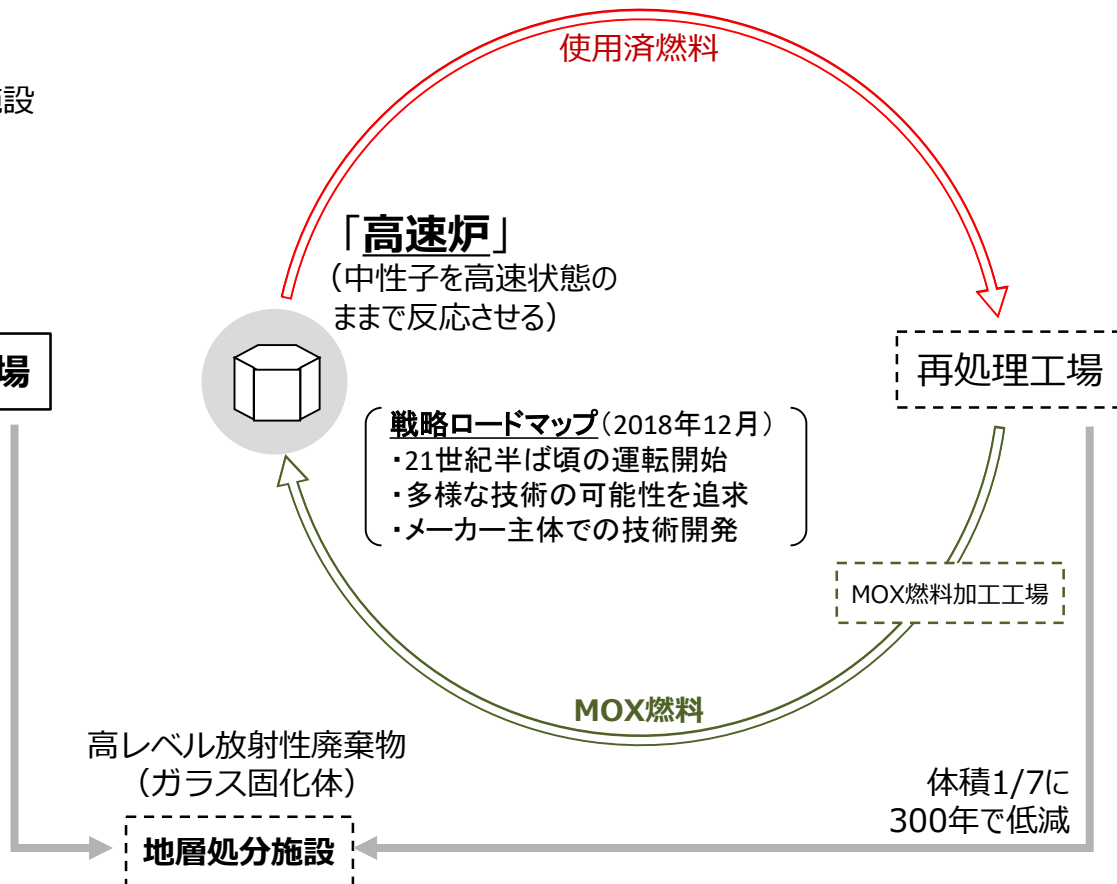 使用済燃料
設
「高速炉」
(中性子を高速状態の
ままで反応させる)
場
再処理工場
戦略ロードマップ(2018年12月)
・21世紀半ば頃の運転開始
・多様な技術の可能性を追求
・メーカー主体での技術開発
MOX燃料加工工場
MOX燃料
高レベル放射性廃棄物
(ガラス固化体)
体積1/7に
300年で低減
地層処分施設